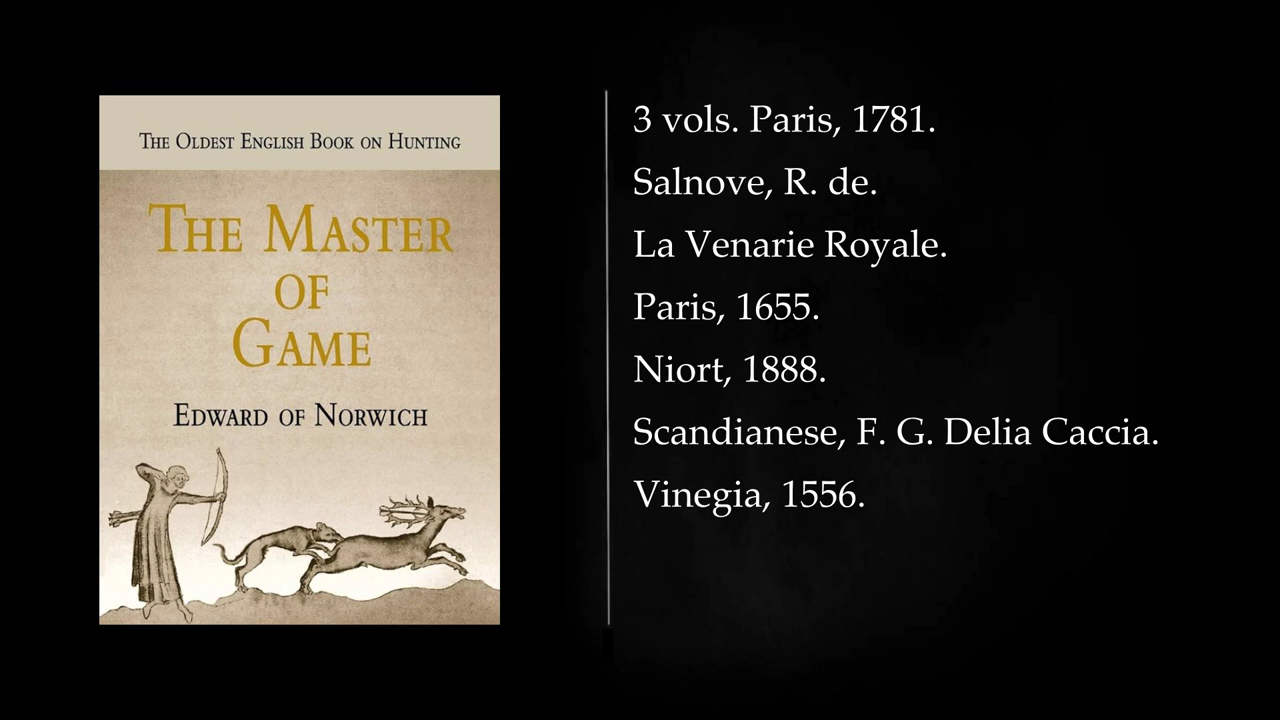 The Oldest English Book on Hunting
The Master
of
Game
Edward of Norwich
3 vols. Paris, 1781.
Salnove, R. de.
La Venarie Royale.
Paris, 1655.
Niort, 1888.
Scandianese, F. G. Delia Caccia.
Vinegia, 1556.